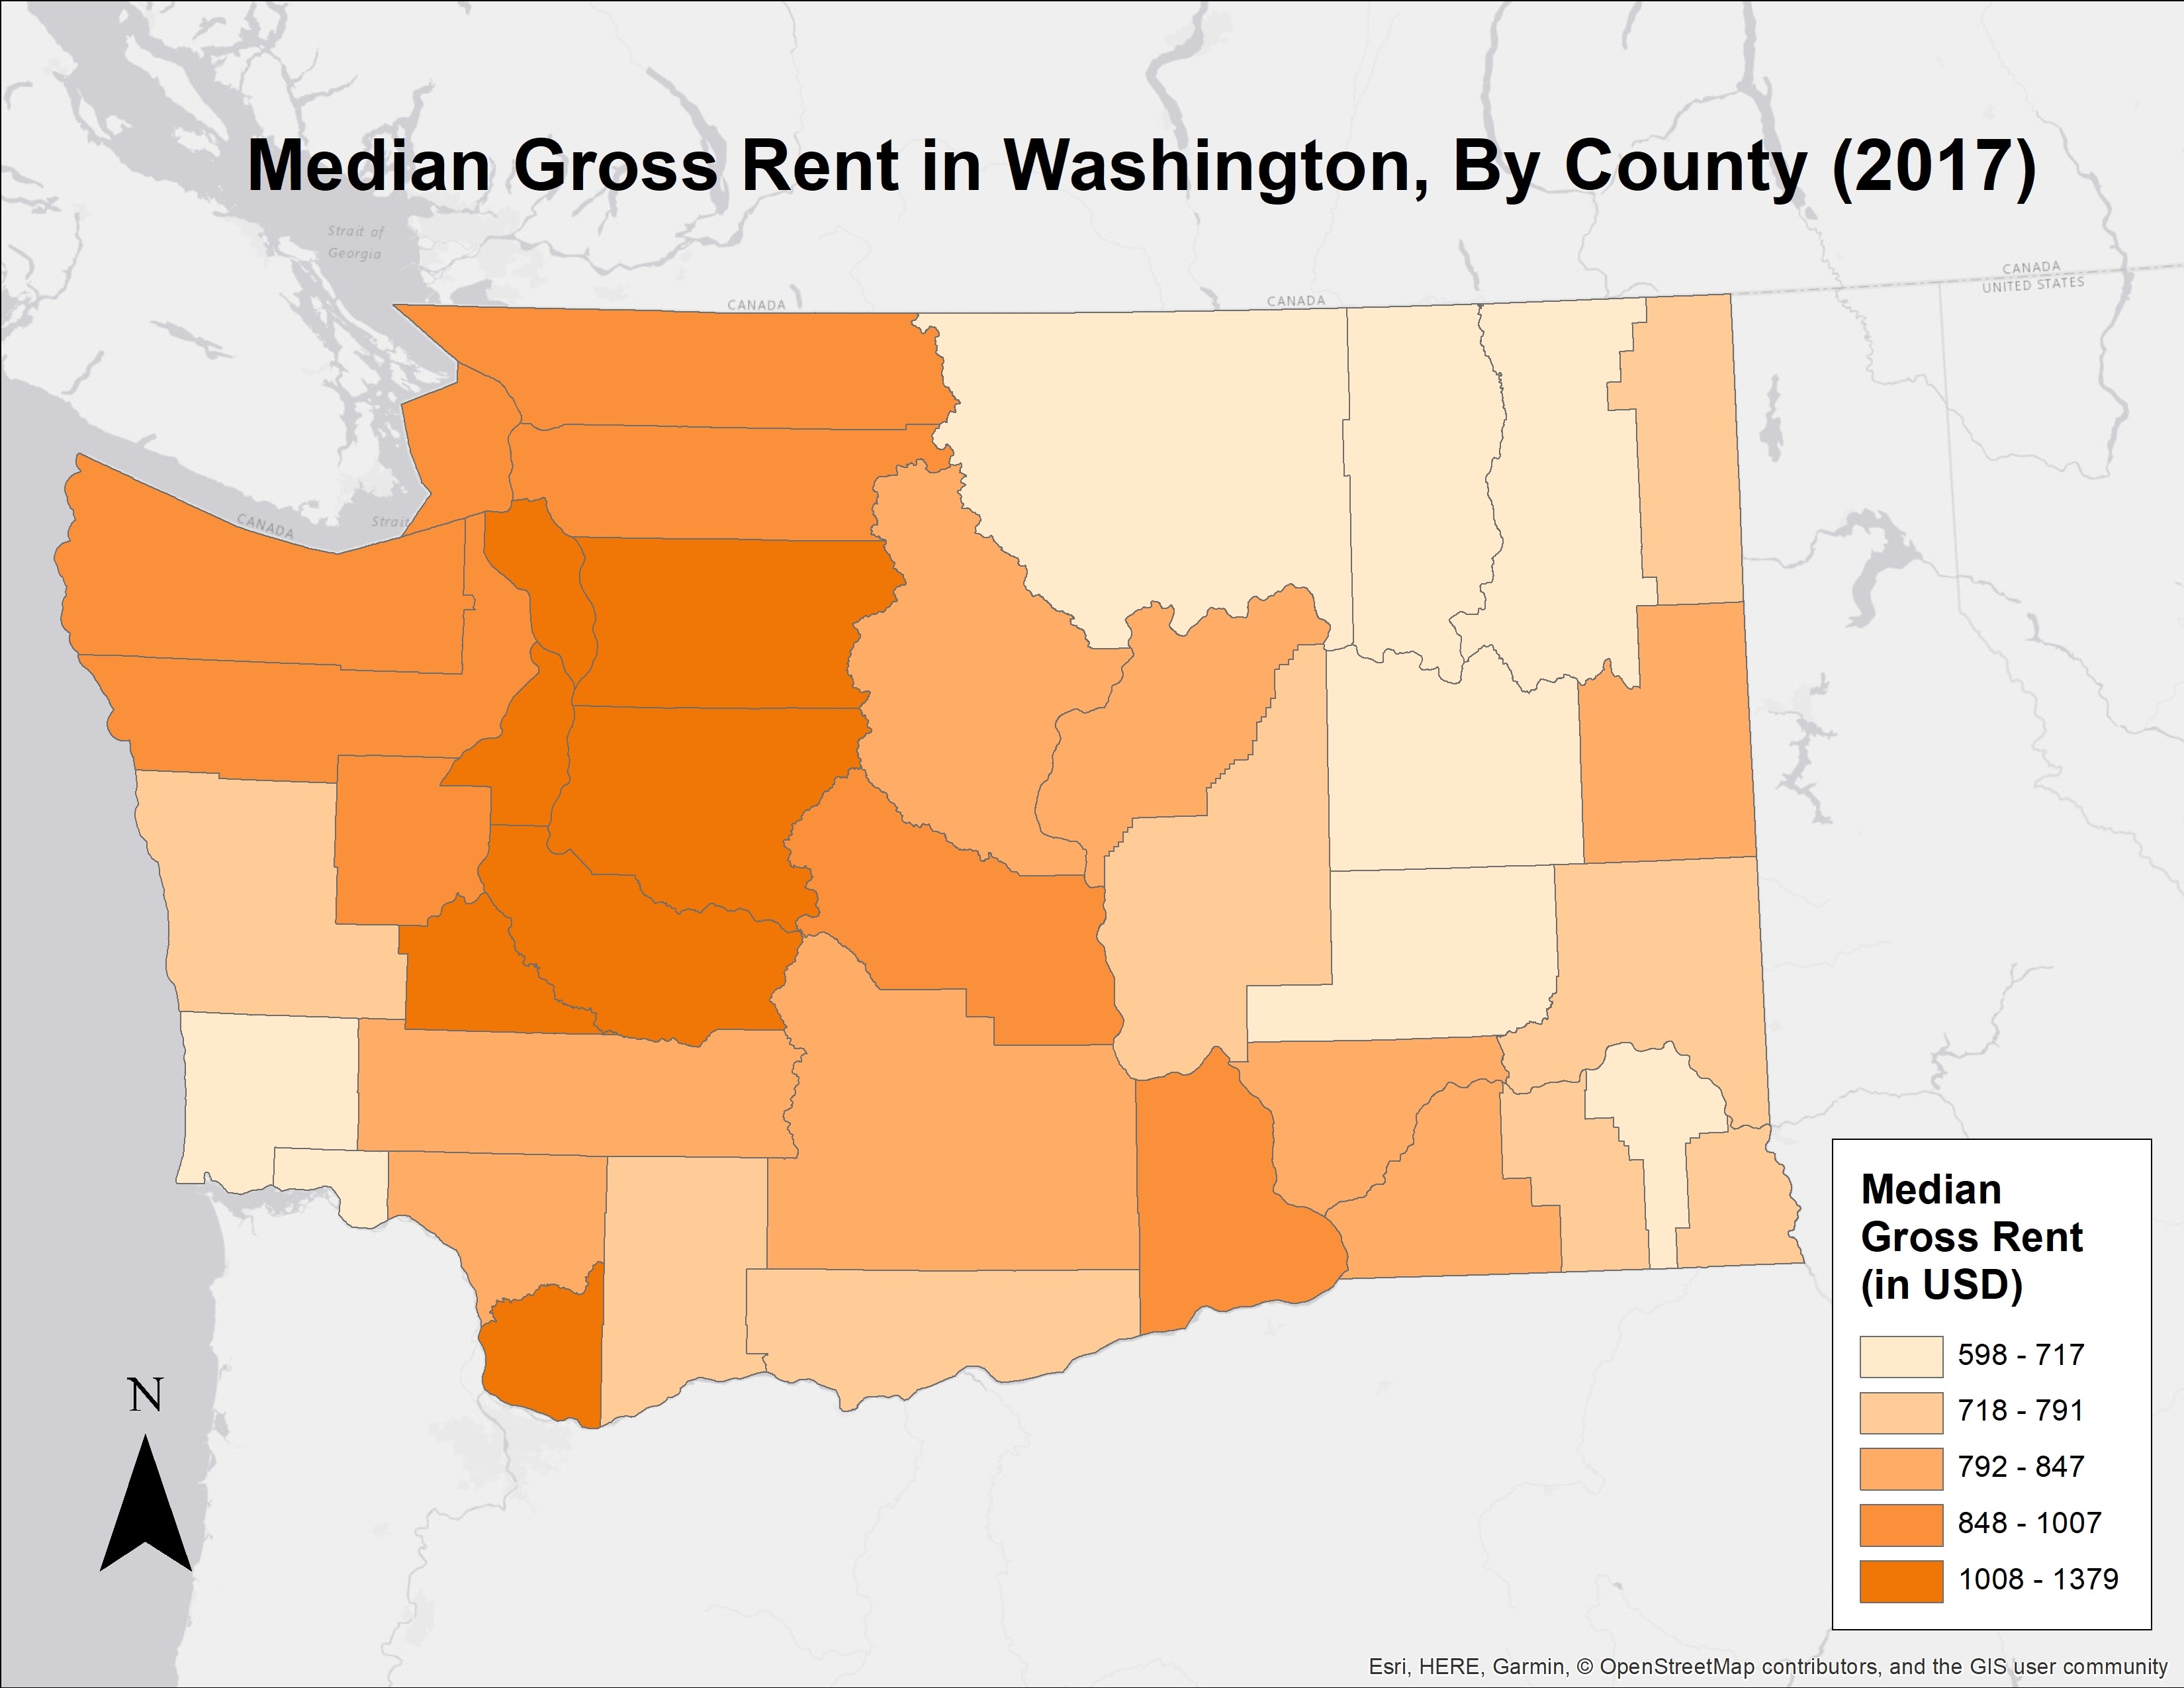 Median Gross Rent in Washington, By County (2017)
Strait of
Georgia
CANADA
UNITED STATES
CANADA
CANADA
CANADA
Strait
Median
Gross Rent
(in USD)
598 - 717
718 - 791
792 - 847
848 - 1007
1008 - 1379
N
Esri, HERE, Garmin, © OpenStreetMap contributors, and the GIS user community